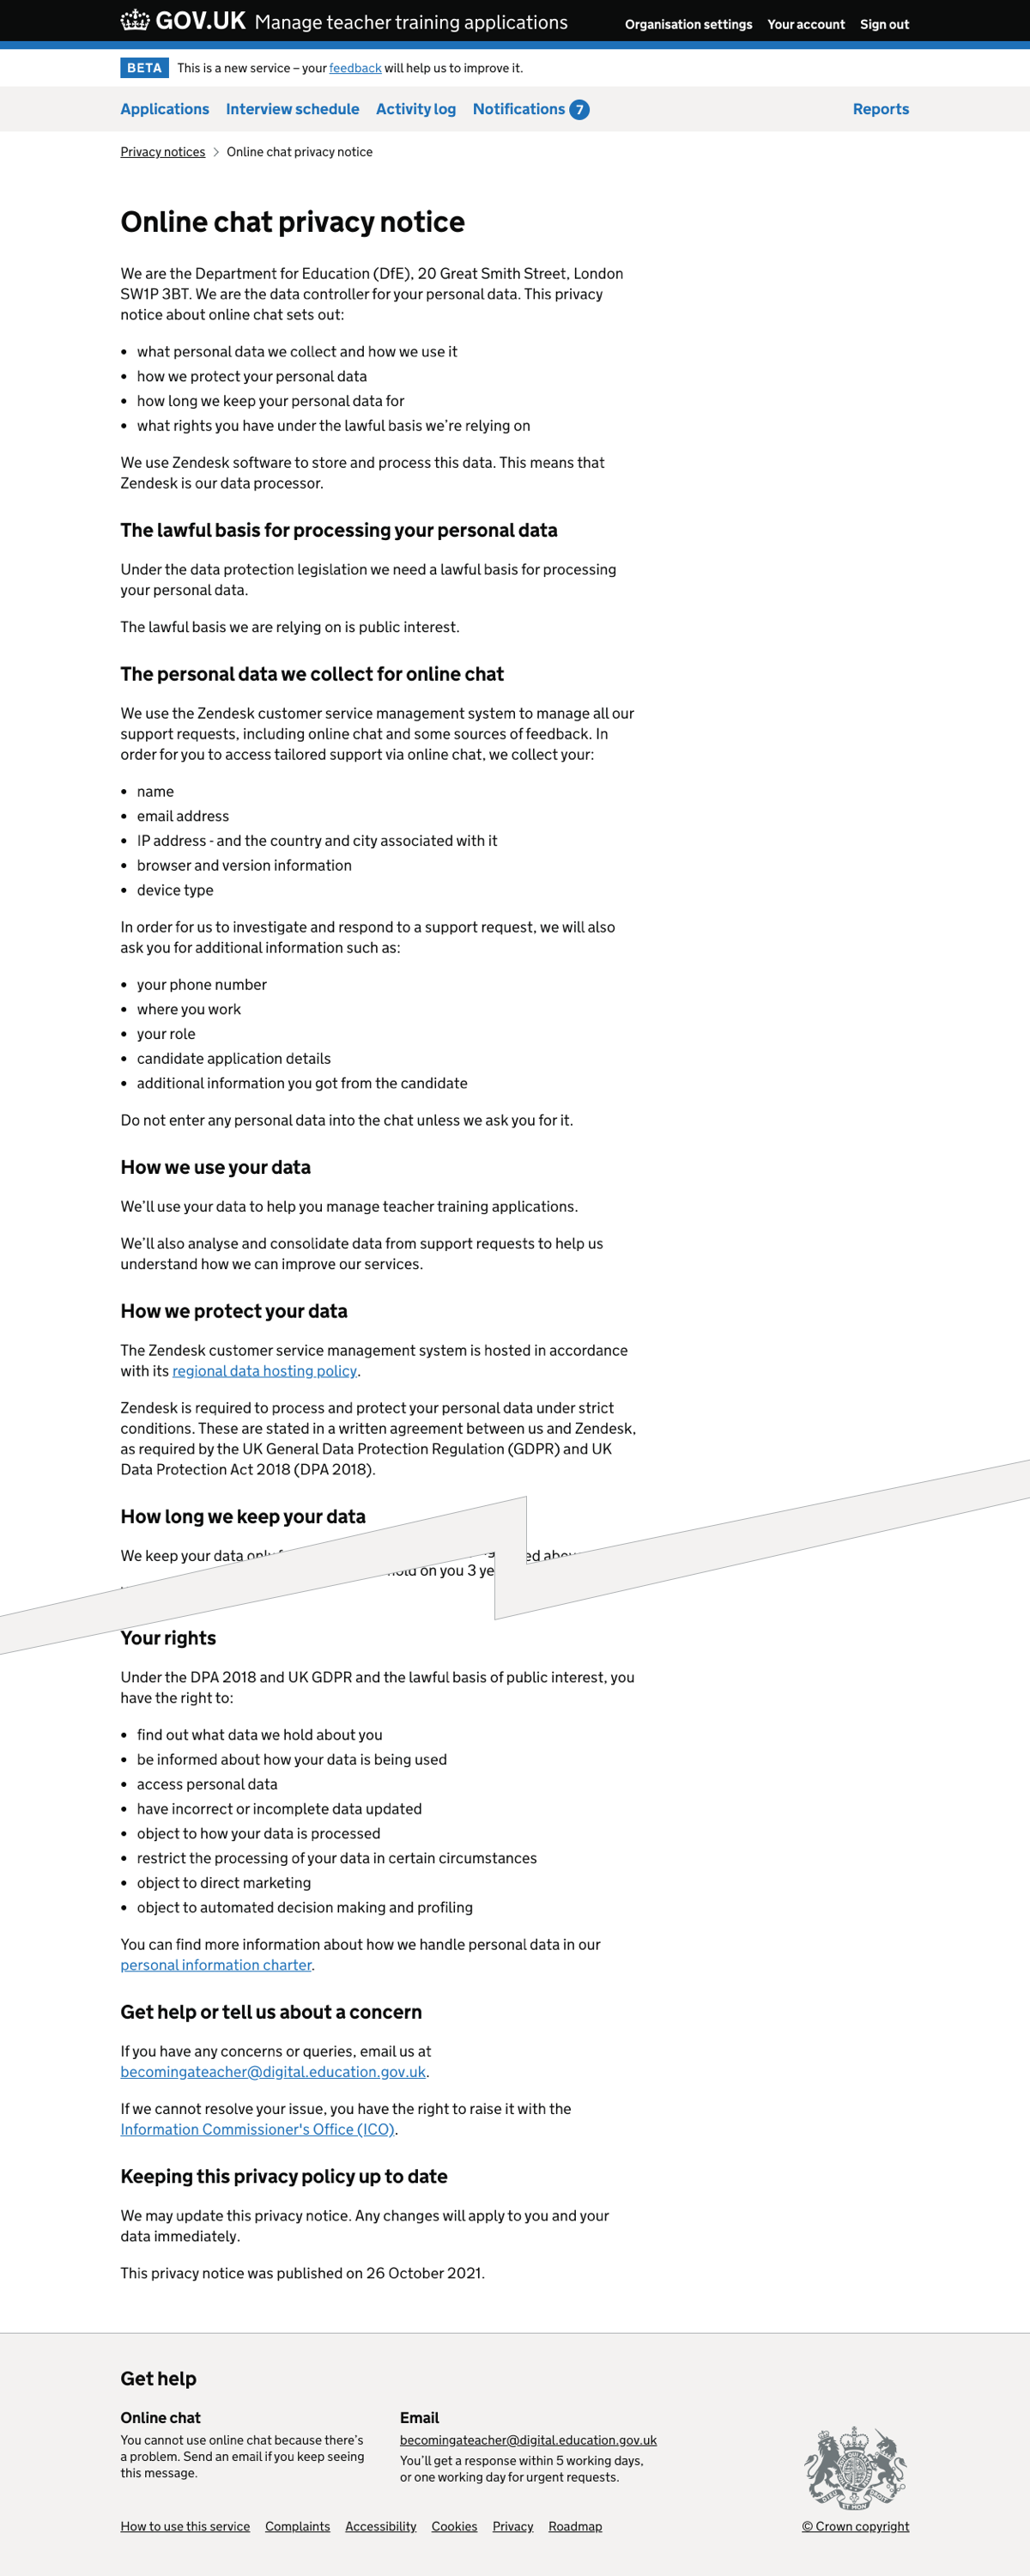 GOV.UK Manage teacher training applications
Organisation settings Your account Sign out
BETA This is a new service – your feedback will help us to improve it.
Applications Interview schedule Activity log Notifications 7 Reports
Privacy notices Online chat privacy notice
Online chat privacy notice
We are the Department for Education (DfE), 20 Great Smith Street, London
SW1P 3BT. We are the data controller for your personal data. This privacy
notice about online chat sets out:
• what personal data we collect and how we use it
• how we protect your personal data
• how long we keep your personal data for
• what rights you have under the lawful basis we’re relying on
We use Zendesk software to store and process this data. This means that
Zendesk is our data processor.
The lawful basis for processing your personal data
Under the data protection legislation we need a lawful basis for processing
your personal data.
The lawful basis we are relying on is public interest.
The personal data we collect for online chat
We use the Zendesk customer service management system to manage all our
support requests, including online chat and some sources of feedback. In
order for you to access tailored support via online chat, we collect your:
• name
• email address
• IP address - and the country and city associated with it
• browser and version information
• device type
In order for us to investigate and respond to a support request, we will also
ask you for additional information such as:
• your phone number
• where you work
• your role
• candidate application details
• additional information you got from the candidate
Do not enter any personal data into the chat unless we ask you for it.
How we use your data
We’ll use your data to help you manage teacher training applications.
We’ll also analyse and consolidate data from support requests to help us
understand how we can improve our services.
How we protect your data
The Zendesk customer service management system is hosted in accordance
with its regional data hosting policy.
Zendesk is required to process and protect your personal data under strict
conditions. These are stated in a written agreement between us and Zendesk,
as required by the UK General Data Protection Regulation (GDPR) and UK
Data Protection Act 2018 (DPA 2018).
How long we keep your data
We keep your data only
hold on you 3
Your rights
Under the DPA 2018 and UK GDPR and the lawful basis of public interest, you
have the right to:
• find out what data we hold about you
• be informed about how your data is being used
• access personal data
• have incorrect or incomplete data updated
• object to how your data is processed
• restrict the processing of your data in certain circumstances
• object to direct marketing
• object to automated decision making and profiling
You can find more information about how we handle personal data in our
personal information charter.
Get help or tell us about a concern
If you have any concerns or queries, email us at
becomingateacher@digital.education.gov.uk.
If we cannot resolve your issue, you have the right to raise it with the
Information Commissioner's Office (ICO).
Keeping this privacy policy up to date
We may update this privacy notice. Any changes will apply to you and your
data immediately.
This privacy notice was published on 26 October 2021.
Get help
Online chat
You cannot use online chat because there’s
a problem. Send an email if you keep seeing
this message.
Email
becomingateacher@digital.education.gov.uk
You’ll get a response within 5 working days,
or one working day for urgent requests.
How to use this service Complaints Accessibility Cookies Privacy Roadmap
© Crown copyright